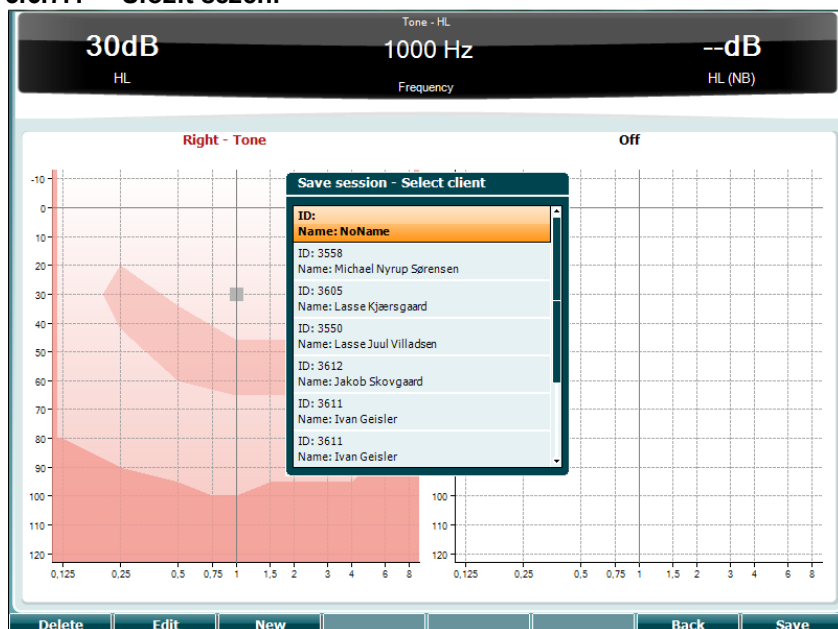 Tone - HL
30dB
1000 Hz
--dB
HL
HL (NB)
Frequency
Right - Tone
Off
Save session - Select client
ID:
Name: NoName
ID: 3558
Name: Michael Nyrup Sørensen
ID: 3605
Name: Lasse Kjærsgaard
ID: 3550
Name: Lasse Juul Villadsen
ID: 3612
Name: Jakob Skovgaard
ID: 3611
Name: Ivan Geisler
ID: 3611
Name: Ivan Geisler
-10
0
10
20
30
40
50
60
70
80
90
100
110
120
0,125 0,25 0,5 0,75 1 1,5 2 3 4 6 8
100
110
120
0,125 0,25 0,5 0,75 1 1,5 2 3 4 6 8
Delete Edit New Back Save